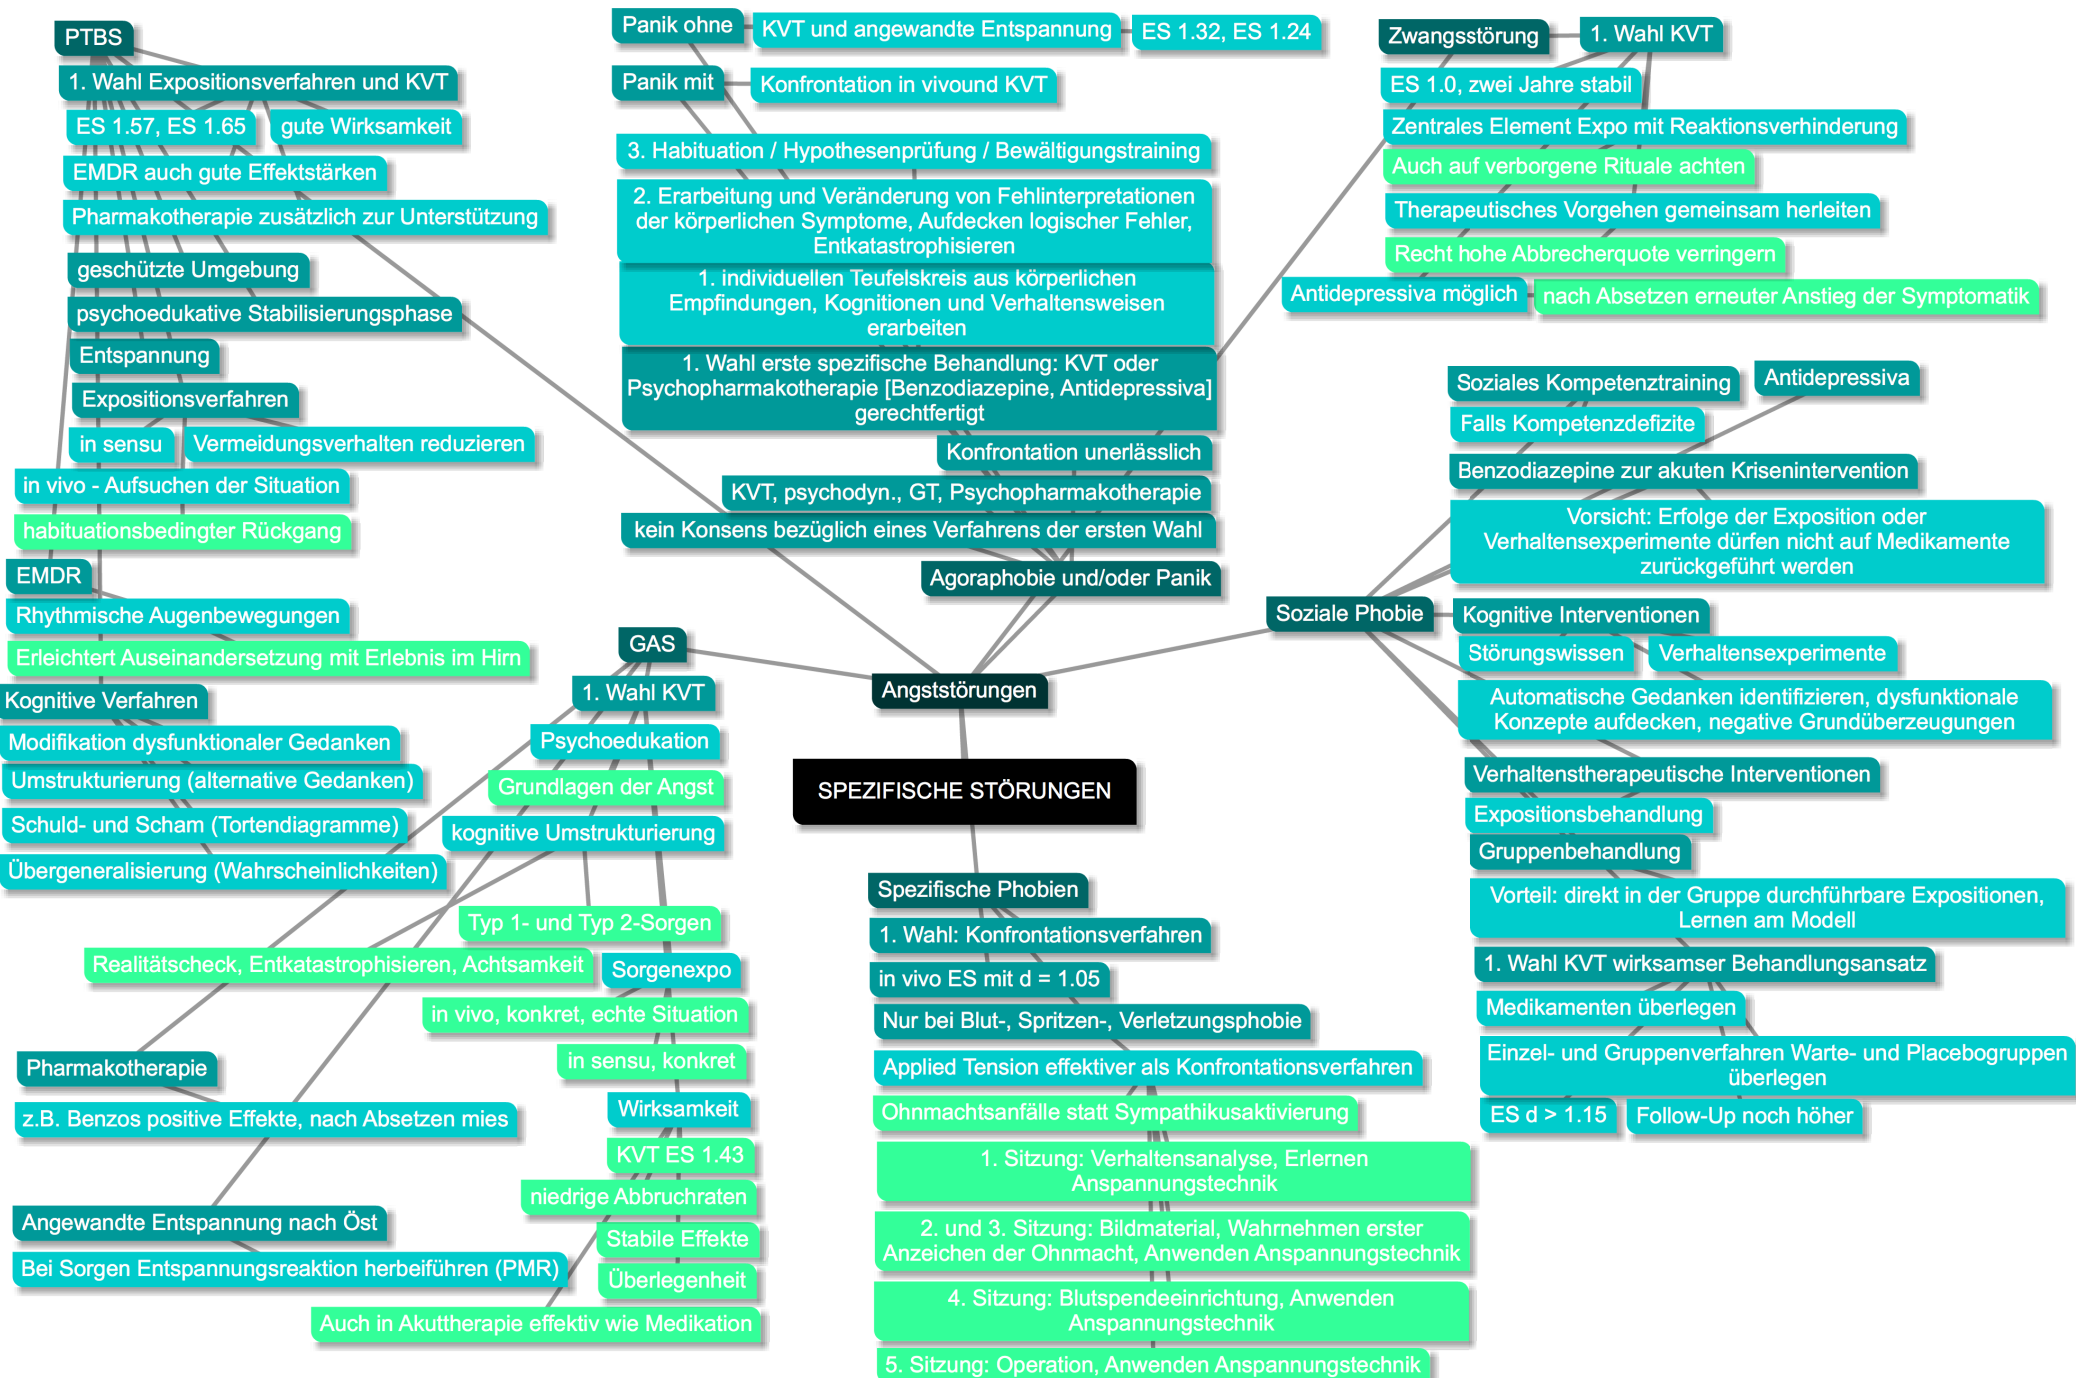 PTBS
1. Wahl Expositionsverfahren und KVT
ES 1.57, ES 1.65
gute Wirksamkeit
EMDR auch gute Effektstärken
Pharmakotherapie zusätzlich zur Unterstützung
geschützte Umgebung
psychoedukative Stabilisierungsphase
Entspannung
Expositionsverfahren
in sensu
Vermeidungsverhalten reduzieren
in vivo - Aufsuchen der Situation
habituationsbedingter Rückgang
EMDR
Rhythmische Augenbewegungen
Erleichtert Auseinandersetzung mit Erlebnis im Hirn
Kognitive Verfahren
Modifikation dysfunktionaler Gedanken
Umstrukturierung (alternative Gedanken)
Schuld- und Scham (Tortendiagramme)
Übergeneralisierung (Wahrscheinlichkeiten)
Panik ohne
KVT und angewandte Entspannung
ES 1.32, ES 1.24
Panik mit
Konfrontation in vivound KVT
3. Habituation / Hypothesenprüfung / Bewältigungstraining
2. Erarbeitung und Veränderung von Fehlinterpretationen
der körperlichen Symptome, Aufdecken logischer Fehler,
Entkatastrophisieren
1. individuellen Teufelskreis aus körperlichen
Empfindungen, Kognitionen und Verhaltensweisen
erarbeiten
1. Wahl erste spezifische Behandlung: KVT oder
Psychopharmakotherapie [Benzodiazepine, Antidepressiva]
gerechtfertigt
Konfrontation unerlässlich
KVT, psychodyn., GT, Psychopharmakotherapie
kein Konsens bezüglich eines Verfahrens der ersten Wahl
Agoraphobie und/oder Panik
Zwangsstörung
1. Wahl KVT
ES 1.0, zwei Jahre stabil
Zentrales Element Expo mit Reaktionsverhinderung
Auch auf verborgene Rituale achten
Therapeutisches Vorgehen gemeinsam herleiten
Recht hohe Abbrecherquote verringern
Antidepressiva möglich
nach Absetzen erneuter Anstieg der Symptomatik
Soziales Kompetenztraining
Antidepressiva
Falls Kompetenzdefizite
Benzodiazepine zur akuten Krisenintervention
Vorsicht: Erfolge der Exposition oder
Verhaltensexperimente dürfen nicht auf Medikamente
zurückgeführt werden
Soziale Phobie
Kognitive Interventionen
Störungswissen
Verhaltensexperimente
Automatische Gedanken identifizieren, dysfunktionale
Konzepte aufdecken, negative Grundüberzeugungen
Verhaltenstherapeutische Interventionen
Expositionsbehandlung
Gruppenbehandlung
Vorteil: direkt in der Gruppe durchführbare Expositionen,
Lernen am Modell
1. Wahl KVT wirksamser Behandlungsansatz
Medikamenten überlegen
Einzel- und Gruppenverfahren Warte- und Placebogruppen
überlegen
ES d > 1.15
Follow-Up noch höher
GAS
1. Wahl KVT
Psychoedukation
Grundlagen der Angst
kognitive Umstrukturierung
Typ 1- und Typ 2-Sorgen
Realitätscheck, Entkatastrophisieren, Achtsamkeit
Sorgenexpo
in vivo, konkret, echte Situation
in sensu, konkret
Wirksamkeit
KVT ES 1.43
niedrige Abbruchraten
Stabile Effekte
Überlegenheit
Auch in Akuttherapie effektiv wie Medikation
Pharmakotherapie
z.B. Benzos positive Effekte, nach Absetzen mies
Angewandte Entspannung nach Öst
Bei Sorgen Entspannungsreaktion herbeiführen (PMR)
Angststörungen
SPEZIFISCHE STÖRUNGEN
Spezifische Phobien
1. Wahl: Konfrontationsverfahren
in vivo ES mit d = 1.05
Nur bei Blut-, Spritzen-, Verletzungsphobie
Applied Tension effektiver als Konfrontationsverfahren
Ohnmachtsanfälle statt Sympathikusaktivierung
1. Sitzung: Verhaltensanalyse, Erlernen
Anspannungstechnik
2. und 3. Sitzung: Bildmaterial, Wahrnehmen erster
Anzeichen der Ohnmacht, Anwenden Anspannungstechnik
4. Sitzung: Blutspendeeinrichtung, Anwenden
Anspannungstechnik
5. Sitzung: Operation, Anwenden Anspannungstechnik